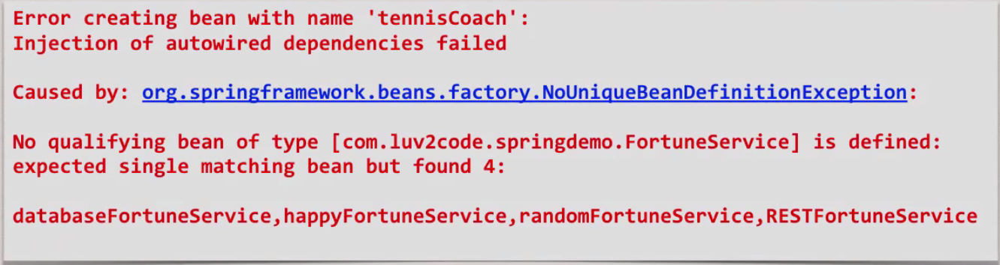 Error creating bean with name 'tennisCoach':
Injection of autowired dependencies failed
Caused by: org.springframework.beans.factory.NoUniqueBeanDefinitionException:
No qualifying bean of type [com.luv2code.springdemo.FortuneService] is defined:
expected single matching bean but found 4:
databaseFortuneService,happyFortuneService,randomFortuneService,RESTFortuneService